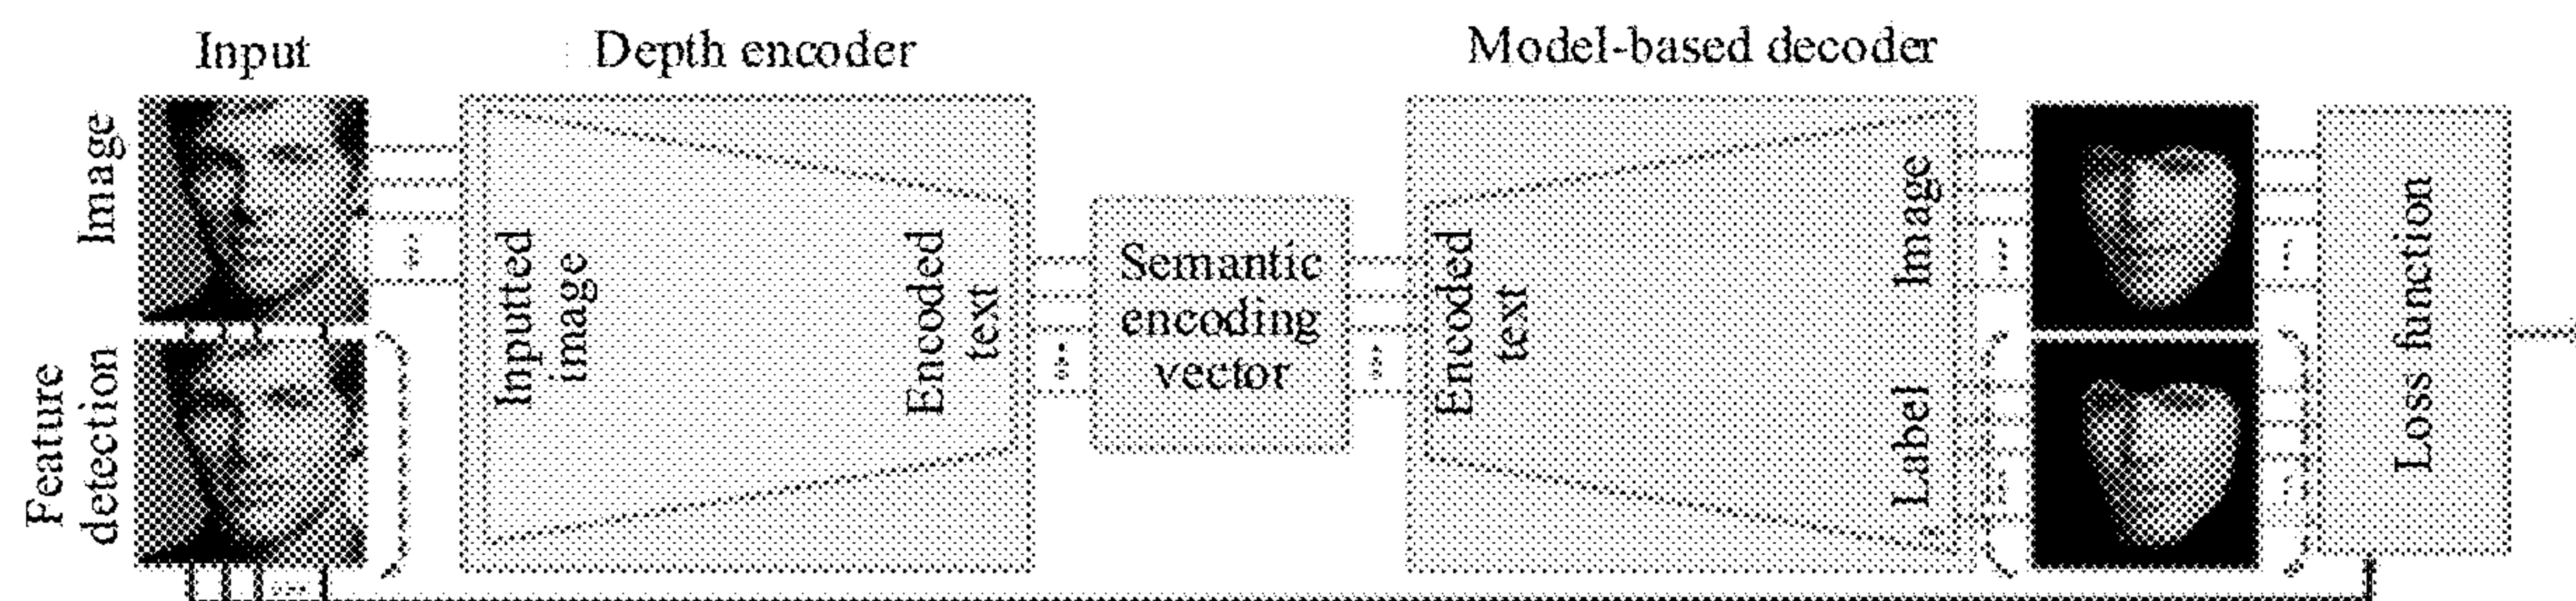 Input
Depth encoder
Model-based decoder
Image
Feature
detection
Inputted
image
Encoded
text
Semantic
encoding
vector
Encoded
text
Image
Label
Loss function